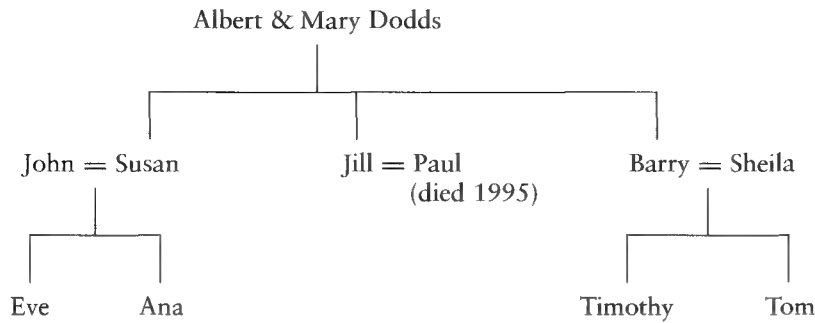 Albert & Mary Dodds
John = Susan
Jill = Paul
(died 1995)
Barry = Sheila
Eve
Ana
Timothy
Tom